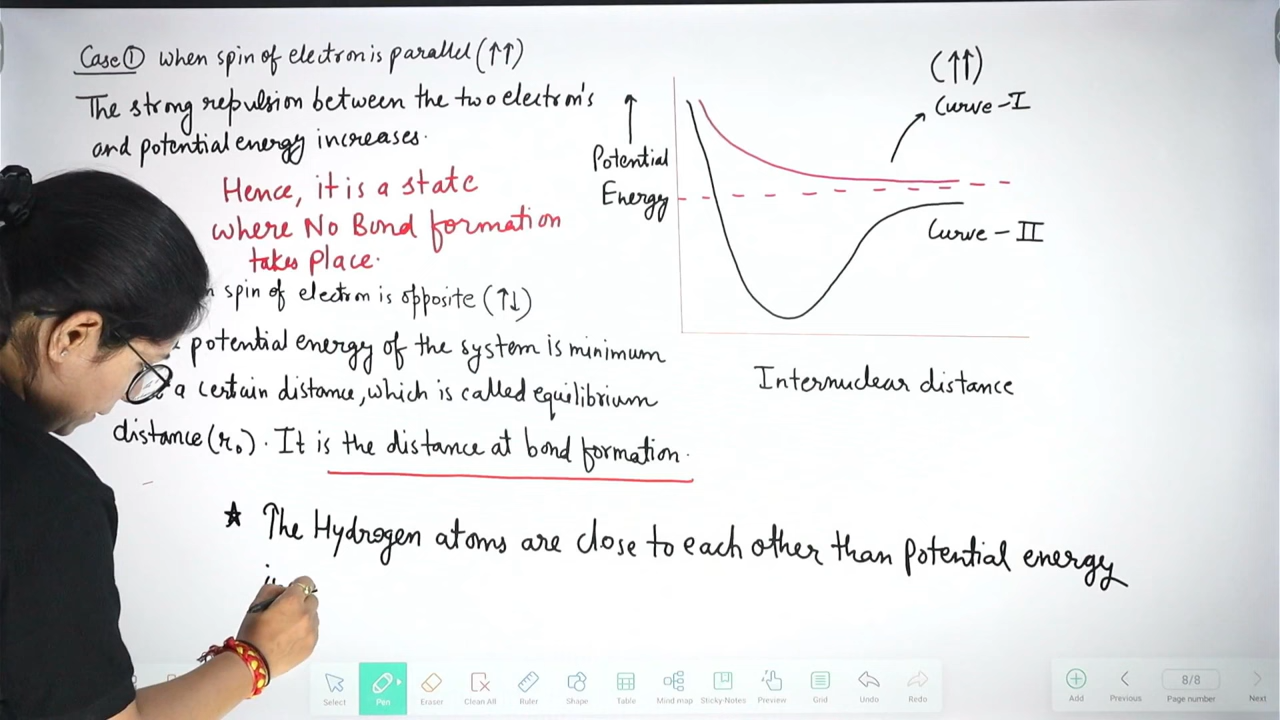 Case ① when spin of electron is parallel (↑↑)
The strong repulsion between the two electron's
and potential energy increases.
Hence, it is a state
where No Bond formation
takes Place.
spin of electron is opposite (↑↓)
potential energy of the system is minimum
a certain distance, which is called equilibrium
distance (r₀). It is the distance at bond formation.
★ The Hydrogen atoms are close to each other than Potential energy
(↑↑)
Curve-I
Potential
Energy
Curve-II
Internuclear distance
Select
Pen
Eraser
Clean All
Ruler
Shape
Table
Mind map
Sticky-Notes
Preview
Grid
Undo
Redo
Add
Previous
8/8
Page number
Next